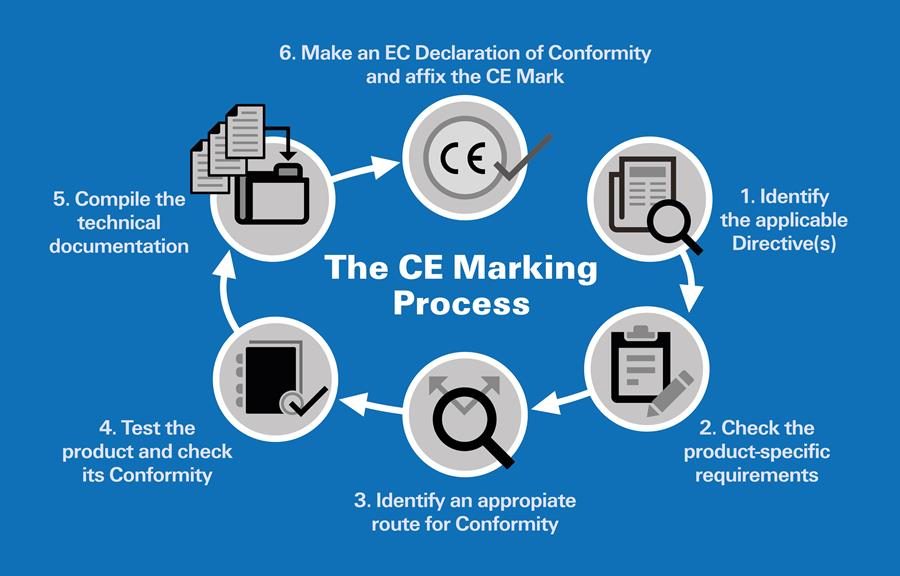 The CE Marking
Process
1. Identify
the applicable
Directive(s)
2. Check the
product-specific
requirements
3. Identify an appropiate
route for Conformity
4. Test the
product and check
its Conformity
5. Compile the
technical
documentation
6. Make an EC Declaration of Conformity
and affix the CE Mark
CE